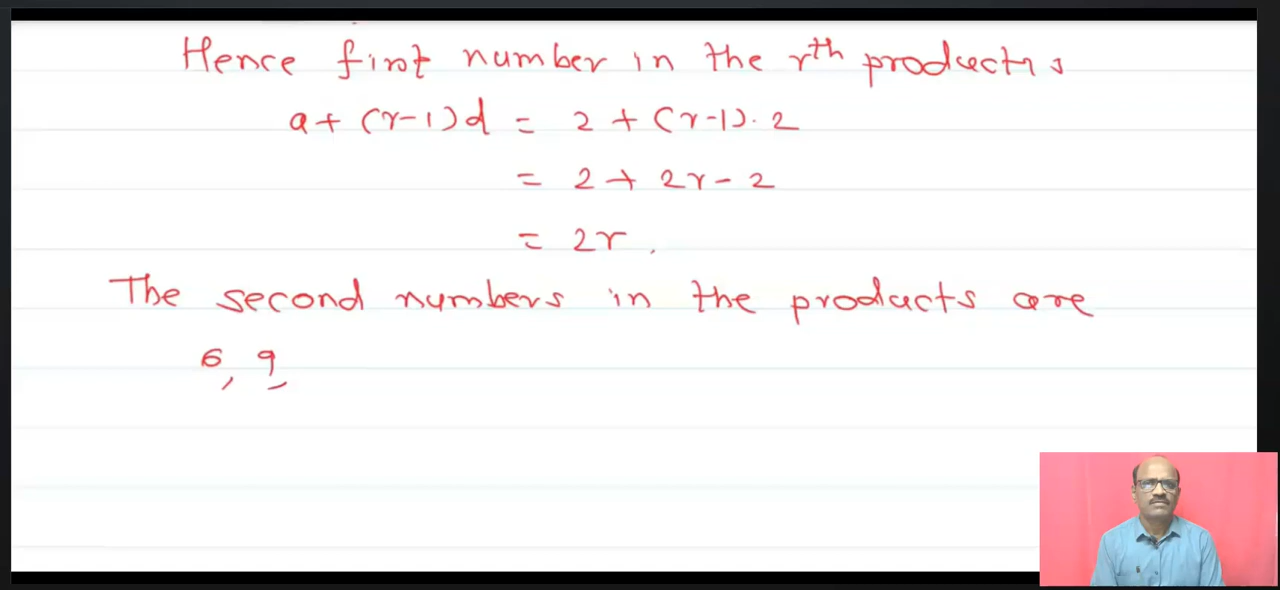 Hence first number in the rth product is
a + (r-1)d = 2 + (r-1). 2
= 2 + 2r - 2
= 2r.
The second numbers in the products are
6, 9